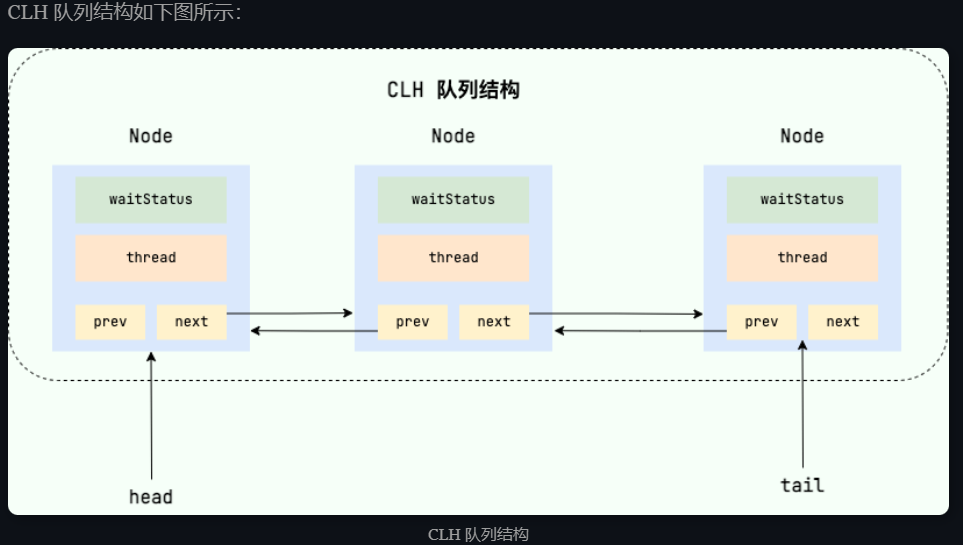 CLH 队列结构如下图所示：
CLH 队列结构
Node Node Node
waitStatus waitStatus waitStatus
thread thread thread
prev next prev next prev next
head
tail
CLH 队列结构